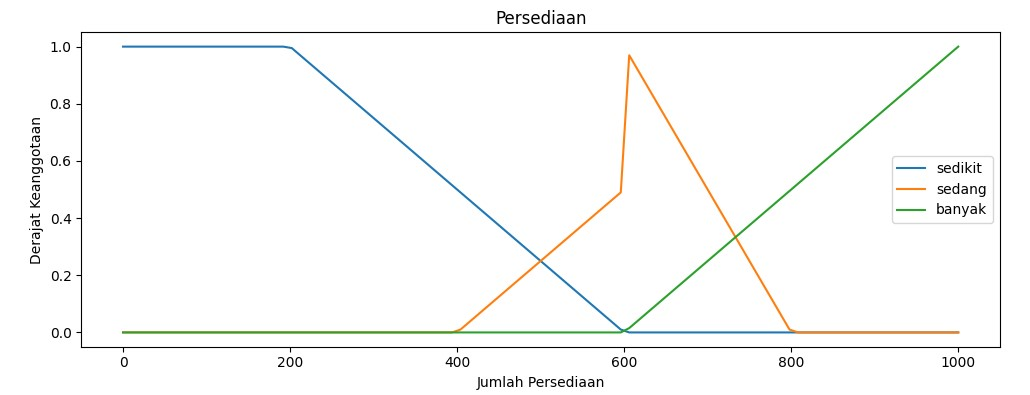 Persediaan
Derajat Keanggotaan
1.0
0.8
0.6
0.4
0.2
0.0
sedikit
sedang
banyak
0 200 400 600 800 1000
Jumlah Persediaan